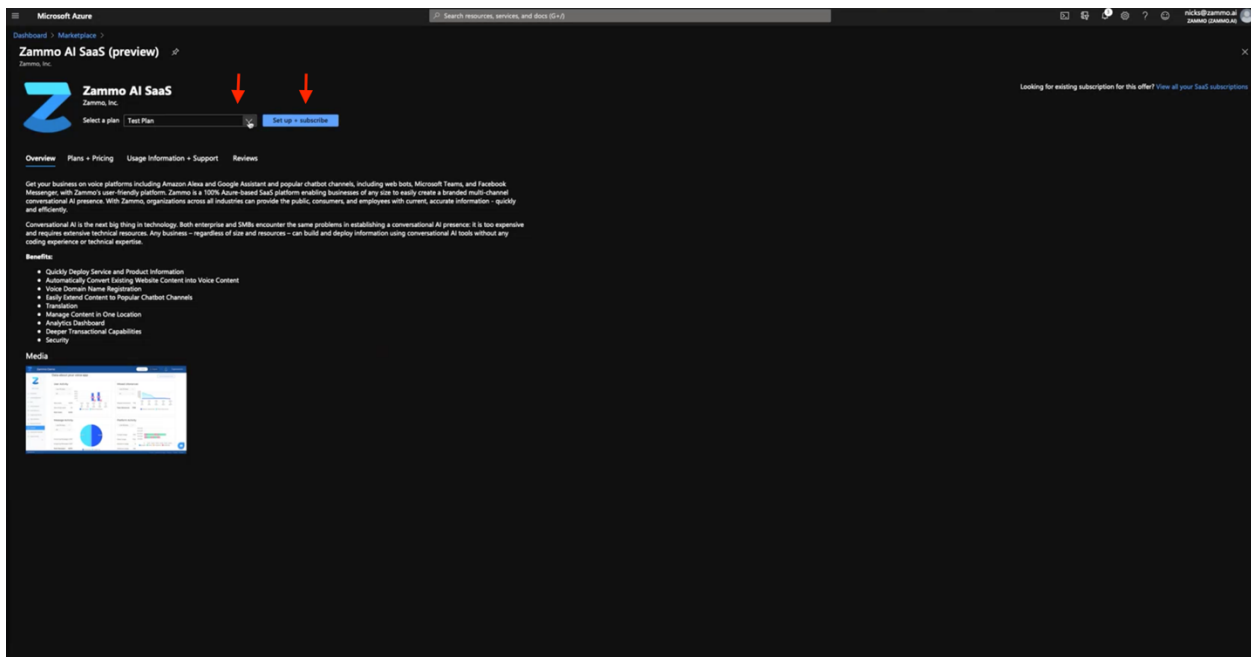 Microsoft Azure
Search resources, services, and docs (G+/)
nicks@zammo.ai
ZAMMO (ZAMMO.AI)
Dashboard > Marketplace >
Zammo AI SaaS (preview)
Zammo, Inc.
Zammo AI SaaS
Zammo, Inc.
Looking for existing subscription for this offer? View all your SaaS subscriptions
Select a plan Test Plan Set up + subscribe
Overview Plans + Pricing Usage Information + Support Reviews
Get your business on voice platforms including Amazon Alexa and Google Assistant and popular chatbot channels, including web bots, Microsoft Teams, and Facebook
Messenger, with Zammo's user-friendly platform. Zammo is a 100% Azure-based SaaS platform enabling businesses of any size to easily create a branded multi-channel
conversational AI presence. With Zammo, organizations across all industries can provide the public, consumers, and employees with current, accurate information - quickly
and efficiently.
Conversational AI is the next big thing in technology. Both enterprise and SMBs encounter the same problems in establishing a conversational AI presence: it is too expensive
and requires extensive technical resources. Any business – regardless of size and resources – can build and deploy information using conversational AI tools without any
coding experience or technical expertise.
Benefits:
• Quickly Deploy Service and Product Information
• Automatically Convert Existing Website Content into Voice Content
• Voice Domain Name Registration
• Easily Extend Content to Popular Chatbot Channels
• Translation
• Manage Content in One Location
• Analytics Dashboard
• Deeper Transactional Capabilities
• Security
Media